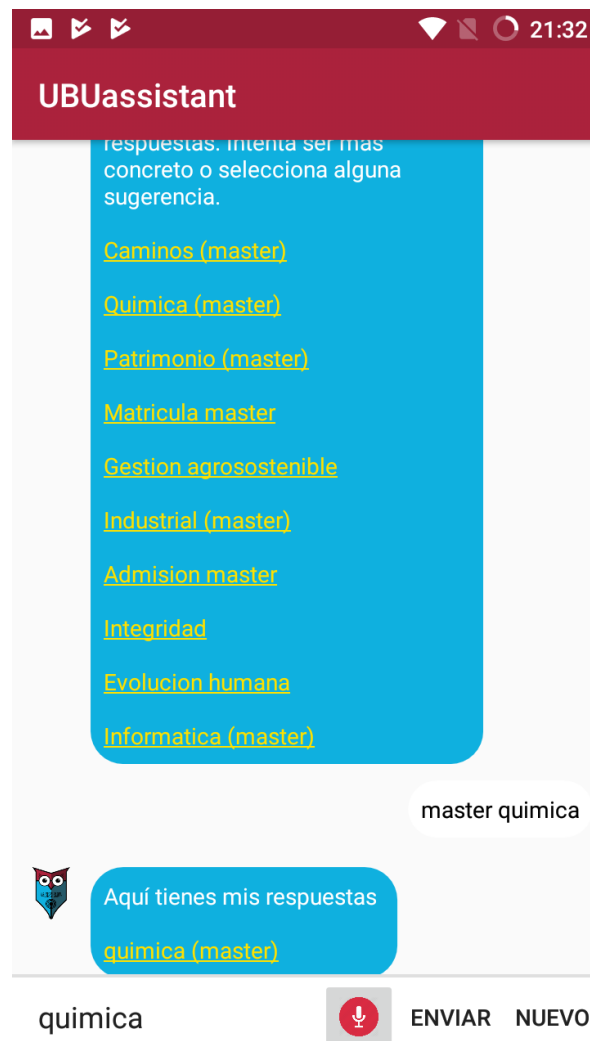 21:32
UBUassistant
respuestas. Intenta ser mas
concreto o selecciona alguna
sugerencia.
Caminos (master)
Quimica (master)
Patrimonio (master)
Matricula master
Gestion agrosostenible
Industrial (master)
Admision master
Integridad
Evolucion humana
Informatica (master)
master quimica
Aquí tienes mis respuestas
quimica (master)
quimica ENVIAR NUEVO